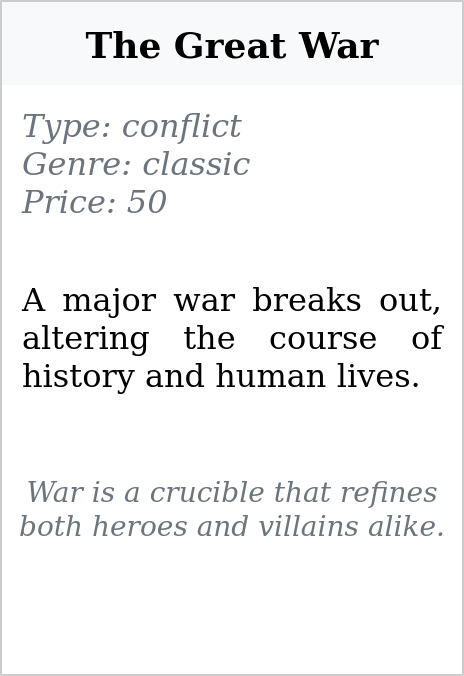 The Great War
Type: conflict
Genre: classic
Price: 50
A major war breaks out,
altering the course of
history and human lives.
War is a crucible that refines
both heroes and villains alike.